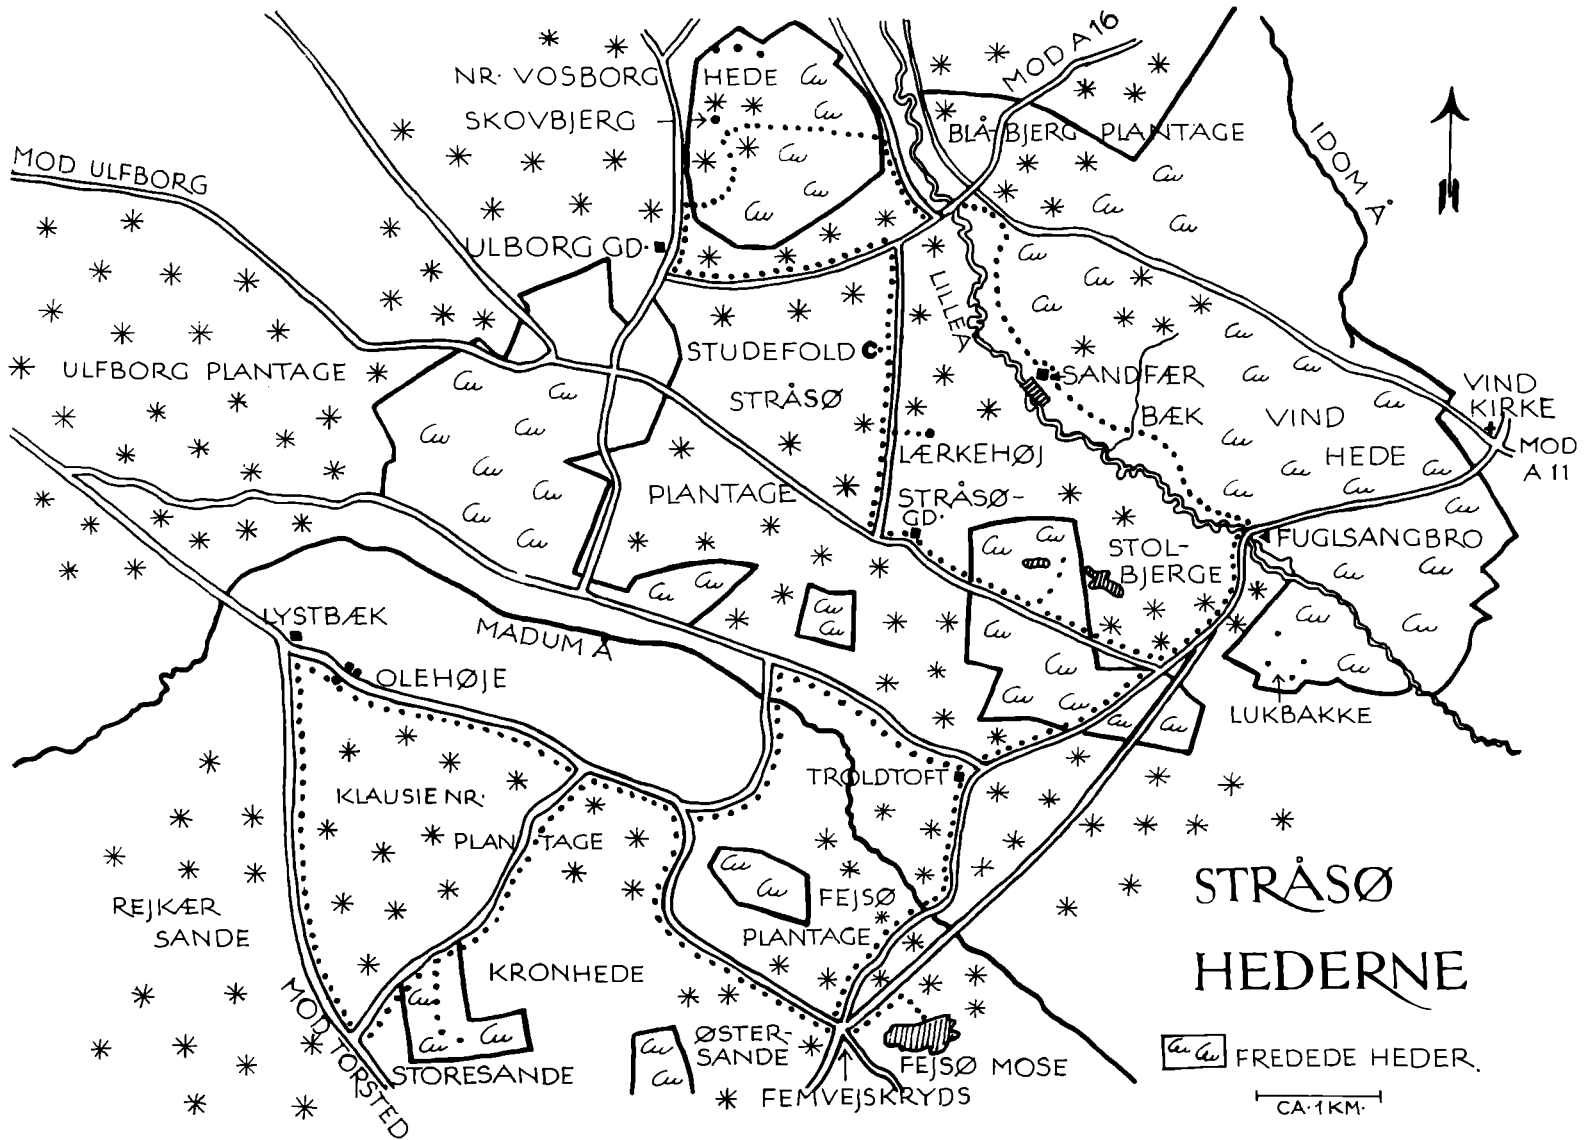 MOD A16
NR. VOSBORG HEDE
SKOVBJERG
BLÅBJERG PLANTAGE
IDOM Å
MOD ULFBORG
ULBORG GD.
LILLEÅ
STUDEFOLD
ULFBORG PLANTAGE
SANDFÆR
STRÅSØ
BÆK
VIND
HEDE
VIND
KIRKE
MOD
A 11
LÆRKEHØJ
PLANTAGE
STRÅSØ-
GD.
STOL-
BJERGE
FUGLSANGBRO
LYSTBÆK
MADUM Å
OLEHØJE
LUKBAKKE
TROLDTOFT
KLAUSIE NR.
PLANTAGE
FEJSØ
PLANTAGE
REJKÆR
SANDE
KRONHEDE
MOD TORSTED
STORESANDE
ØSTER-
SANDE
FEJSØ MOSE
FEMVEJSKRYDS
STRÅSØ
HEDERNE
FREDEDE HEDER.
CA. 1 KM.